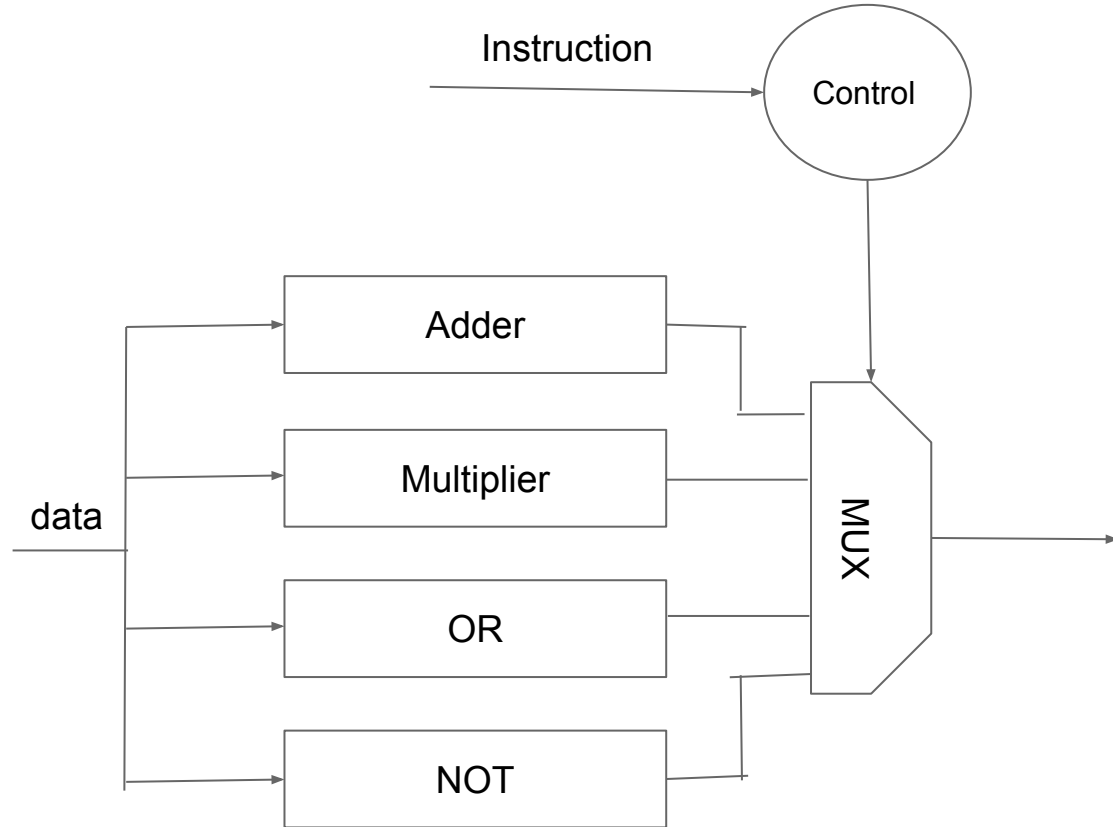 Instruction
Control
Adder
Multiplier
data
MUX
OR
NOT